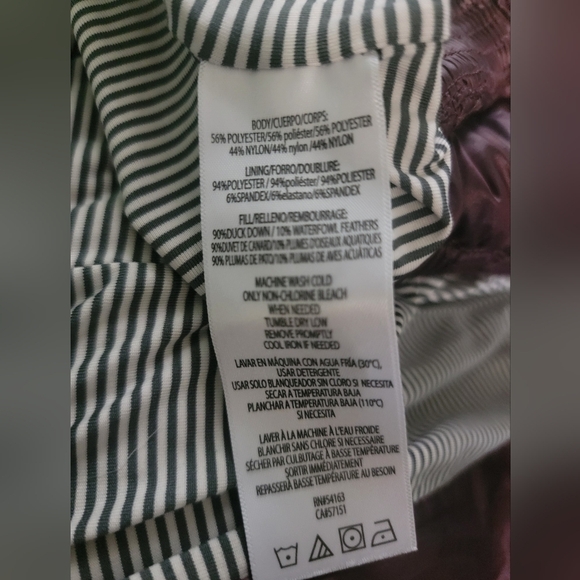 BODY/CUERPO/CORPS:
56% POLYESTER/56% poliéster/56% POLYESTER
44% NYLON/44% nylon /44% NYLON
LINING/FORRO/DOUBLURE:
94%POLYESTER / 94%poliéster/ 94%POLYESTER
6%SPANDEX/6%elastano/6%SPANDEX
FILL/RELLENO/REMBOURRAGE:
90%DUCK DOWN / 10% WATERFOWL FEATHERS
90%DUVET DE CANARD/10% PLUMES D'OISEAUX AQUATIQUES
90% PLUMAS DE PATO/10% PLUMAS DE AVES ACUÁTICAS
MACHINE WASH COLD
ONLY NON-CHLORINE BLEACH
WHEN NEEDED
TUMBLE DRY LOW
REMOVE PROMPTLY
COOL IRON IF NEEDED
LAVAR EN MÁQUINA CON AGUA FRÍA (30°C),
USAR DETERGENTE
USAR SOLO BLANQUEADOR SIN CLORO SI NECESITA
SECAR A TEMPERATURA BAJA
PLANCHAR A TEMPERATURA BAJA (110°C)
SI NECESITA
LAVER À LA MACHINE À L'EAU FROIDE
BLANCHIR SANS CHLORE SI NECESSAIRE
SÉCHER PAR CULBUTAGE À BASSE TEMPÉRATURE
SORTIR IMMÉDIATEMENT
REPASSER À BASSE TEMPÉRATURE AU BESOIN
RN#54163
CA#57151